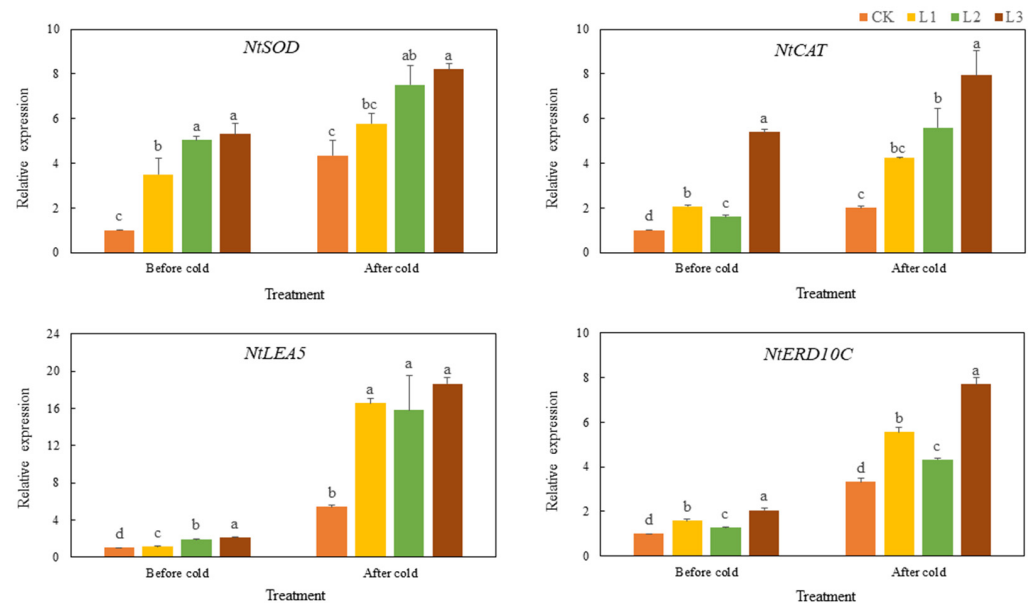 CK L1 L2 L3
NtSOD
Relative expression
10
8
6
4
2
0
c
b
a
a
c
bc
ab
a
Before cold
After cold
Treatment
NtCAT
Relative expression
10
8
6
4
2
0
d
b
c
a
c
bc
b
a
Before cold
After cold
Treatment
NtLEA5
Relative expression
24
20
16
12
8
4
0
d
c
b
a
b
a
a
a
Before cold
After cold
Treatment
NtERD10C
Relative expression
10
8
6
4
2
0
d
b
c
a
d
b
c
a
Before cold
After cold
Treatment